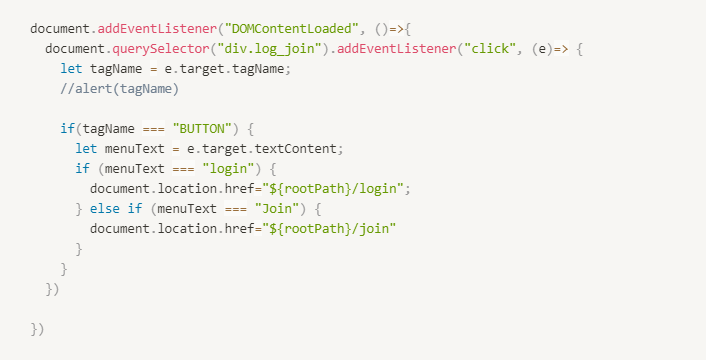 document.addEventListener("DOMContentLoaded", ()=>{
  document.querySelector("div.log_join").addEventListener("click", (e)=> {
    let tagName = e.target.tagName;
    //alert(tagName)

    if(tagName === "BUTTON") {
      let menuText = e.target.textContent;
      if (menuText === "login") {
        document.location.href="${rootPath}/login";
      } else if (menuText === "Join") {
        document.location.href="${rootPath}/join"
      }
    }
  })

})